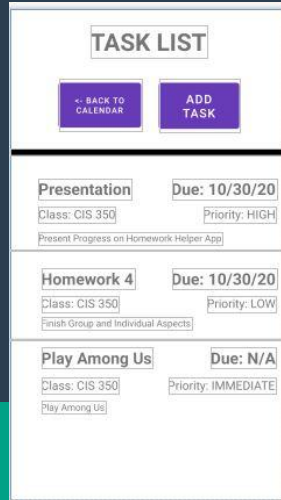 TASK LIST
<- BACK TO
CALENDAR
ADD
TASK
Presentation Due: 10/30/20
Class: CIS 350 Priority: HIGH
Present Progress on Homework Helper App
Homework 4 Due: 10/30/20
Class: CIS 350 Priority: LOW
Finish Group and Individual Aspects
Play Among Us Due: N/A
Class: CIS 350 Priority: IMMEDIATE
Play Among Us